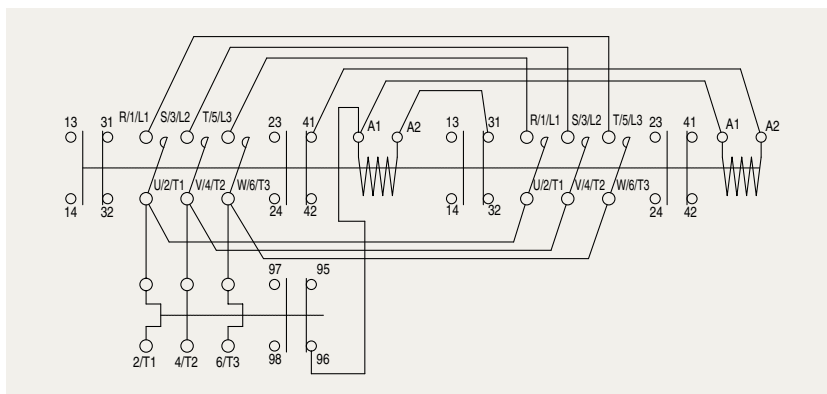 13 31 R/1/L1 S/3/L2 T/5/L3 23 41 A1 A2 13 31 R/1/L1 S/3/L2 T/5/L3 23 41 A1 A2
14 32 U/2/T1 V/4/T2 W/6/T3 24 42 14 32 U/2/T1 V/4/T2 W/6/T3 24 42
97 95
2/T1 4/T2 6/T3 98 96